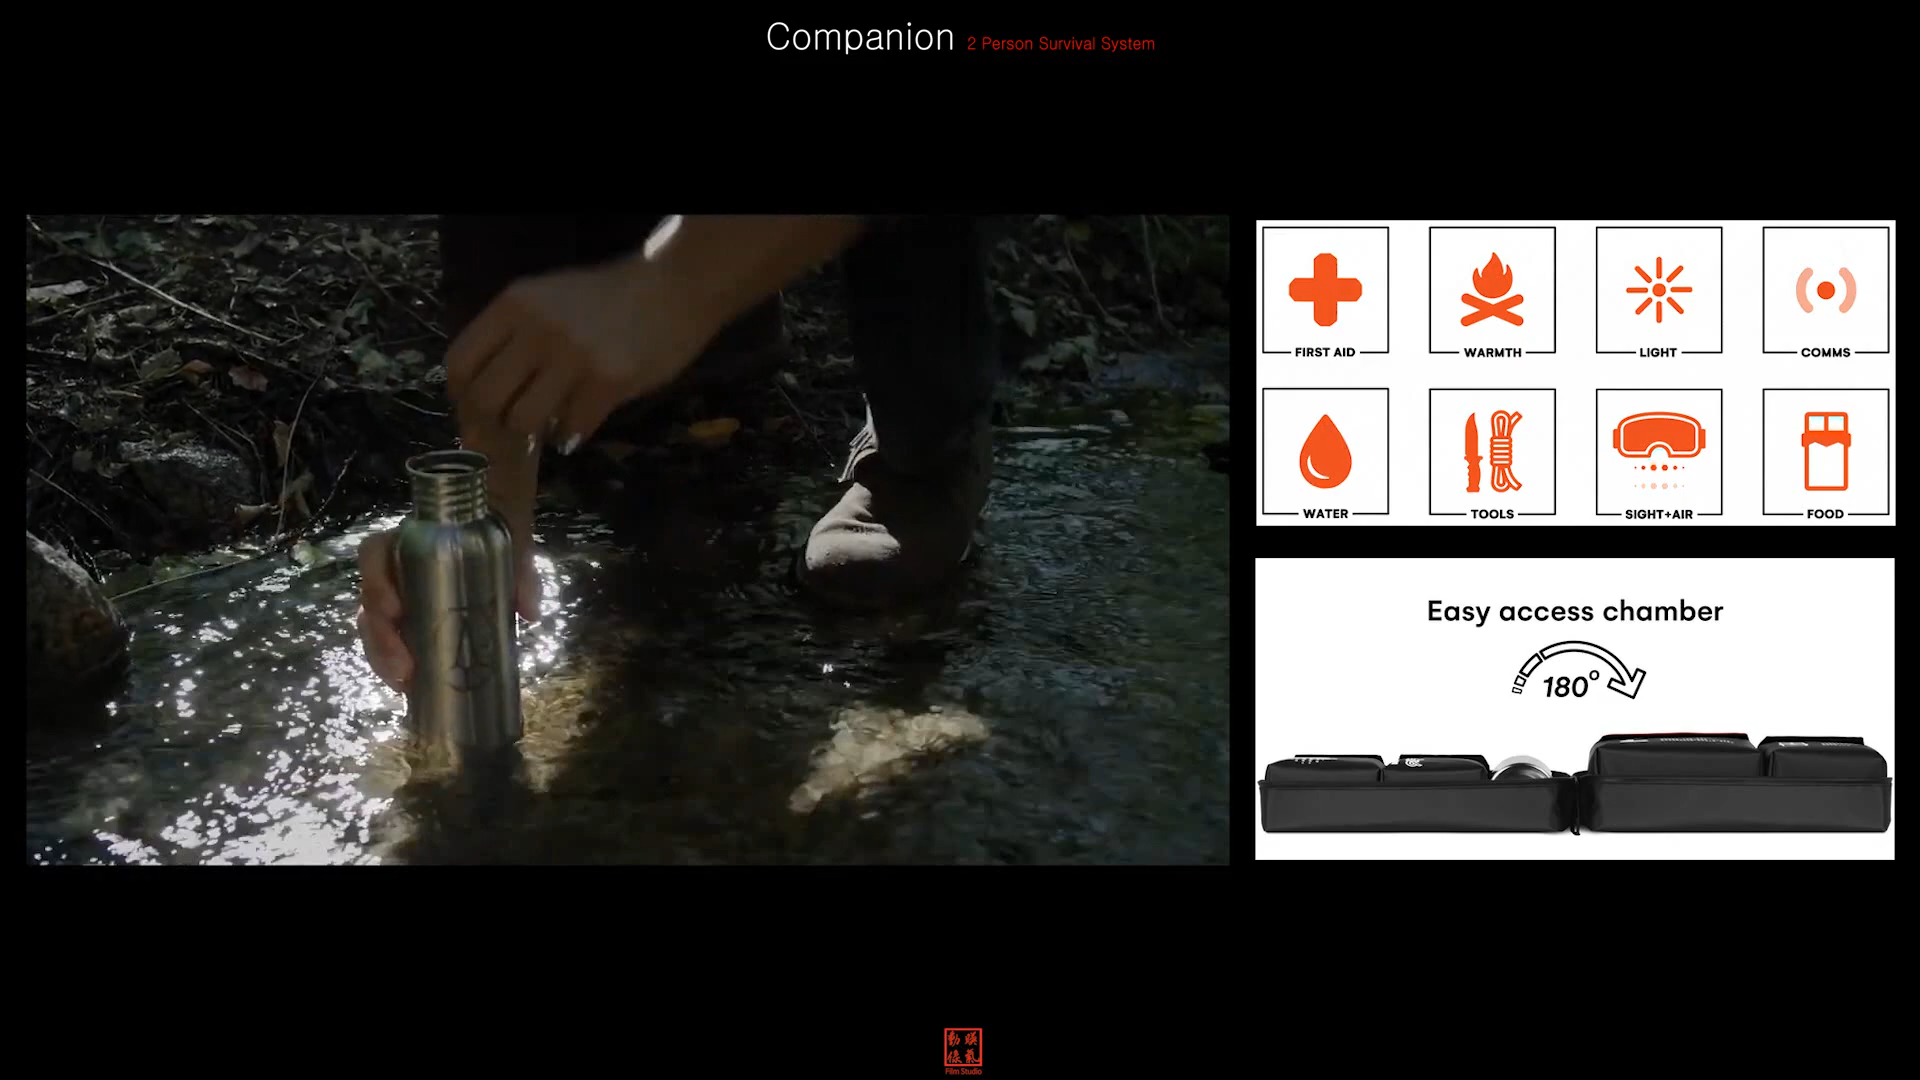 Companion 2 Person Survival System
FIRST AID
WARMTH
LIGHT
COMMS
WATER
TOOLS
SIGHT+AIR
FOOD
Easy access chamber
180°
Film Studio